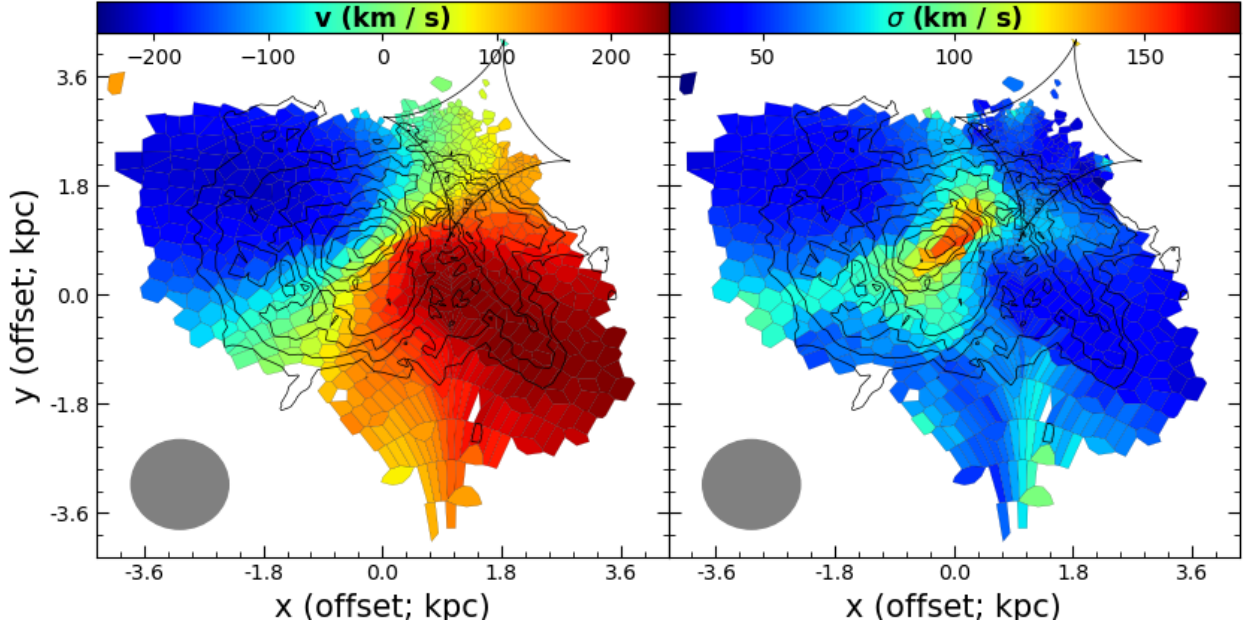 v (km / s)
σ (km / s)
−200 −100 0 100 200
50 100 150
3.6
1.8
0.0
-1.8
-3.6
y (offset; kpc)
-3.6 -1.8 0.0 1.8 3.6
-3.6 -1.8 0.0 1.8 3.6
x (offset; kpc)
x (offset; kpc)